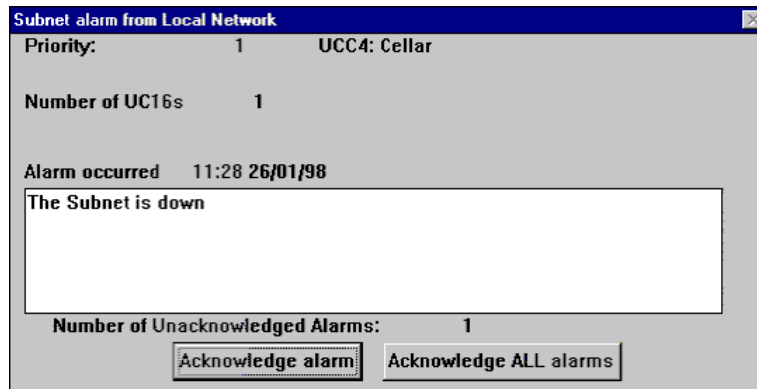 Subnet alarm from Local Network
Priority: 1 UCC4: Cellar
Number of UC16s 1
Alarm occurred 11:28 26/01/98
The Subnet is down
Number of Unacknowledged Alarms: 1
Acknowledge alarm Acknowledge ALL alarms